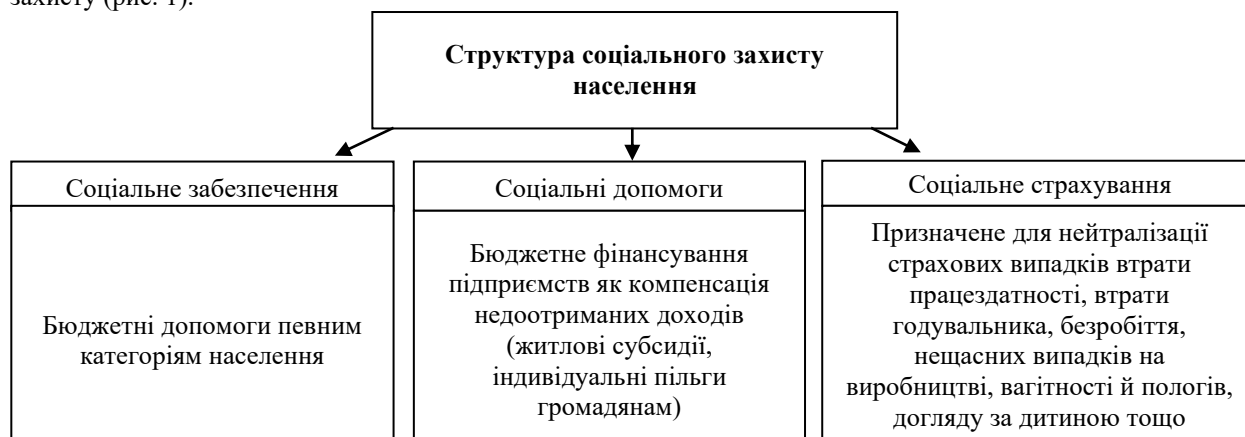 захисту (рис. 1).
Структура соціального захисту
населення
Соціальне забезпечення
Бюджетні допомоги певним
категоріям населення
Соціальні допомоги
Бюджетне фінансування
підприємств як компенсація
недоотриманих доходів
(житлові субсидії,
індивідуальні пільги
громадянам)
Соціальне страхування
Призначене для нейтралізації
страхових випадків втрати
працездатності, втрати
годувальника, безробіття,
нещасних випадків на
виробництві, вагітності й пологів,
догляду за дитиною тощо